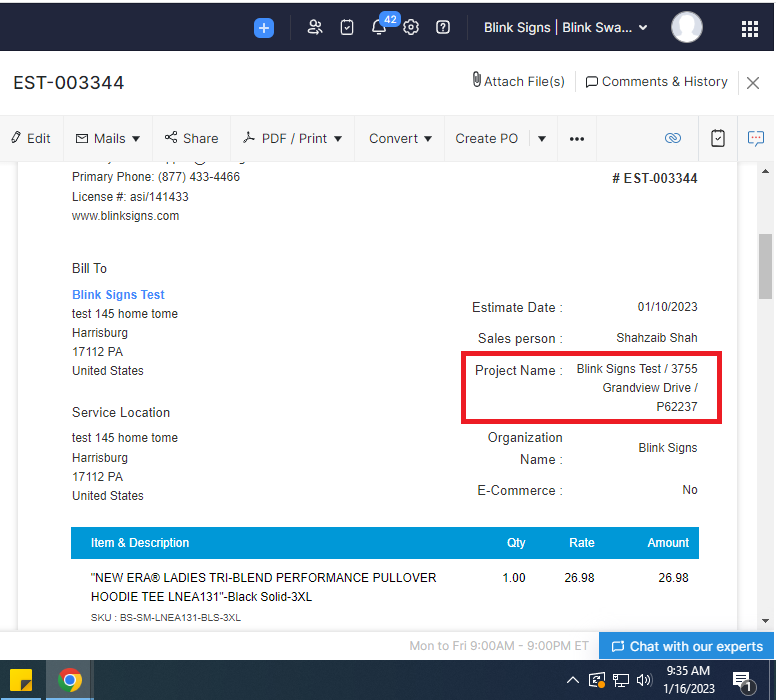 42
Blink Signs | Blink Swa...
EST-003344
Attach File(s)
Comments & History
Edit
Mails
Share
PDF / Print
Convert
Create PO
Primary Phone: (877) 433-4466
License #: asi/141433
www.blinksigns.com
# EST-003344
Bill To
Blink Signs Test
test 145 home tome
Harrisburg
17112 PA
United States
Service Location
test 145 home tome
Harrisburg
17112 PA
United States
Estimate Date : 01/10/2023
Sales person : Shahzaib Shah
Project Name : Blink Signs Test / 3755
Grandview Drive /
P62237
Organization
Name : Blink Signs
E-Commerce : No
Item & Description Qty Rate Amount
"NEW ERA® LADIES TRI-BLEND PERFORMANCE PULLOVER 1.00 26.98 26.98
HOODIE TEE LNEA131"-Black Solid-3XL
SKU : BS-SM-LNEA131-BLS-3XL
Mon to Fri 9:00AM - 9:00PM ET
Chat with our experts
9:35 AM
1/16/2023
1